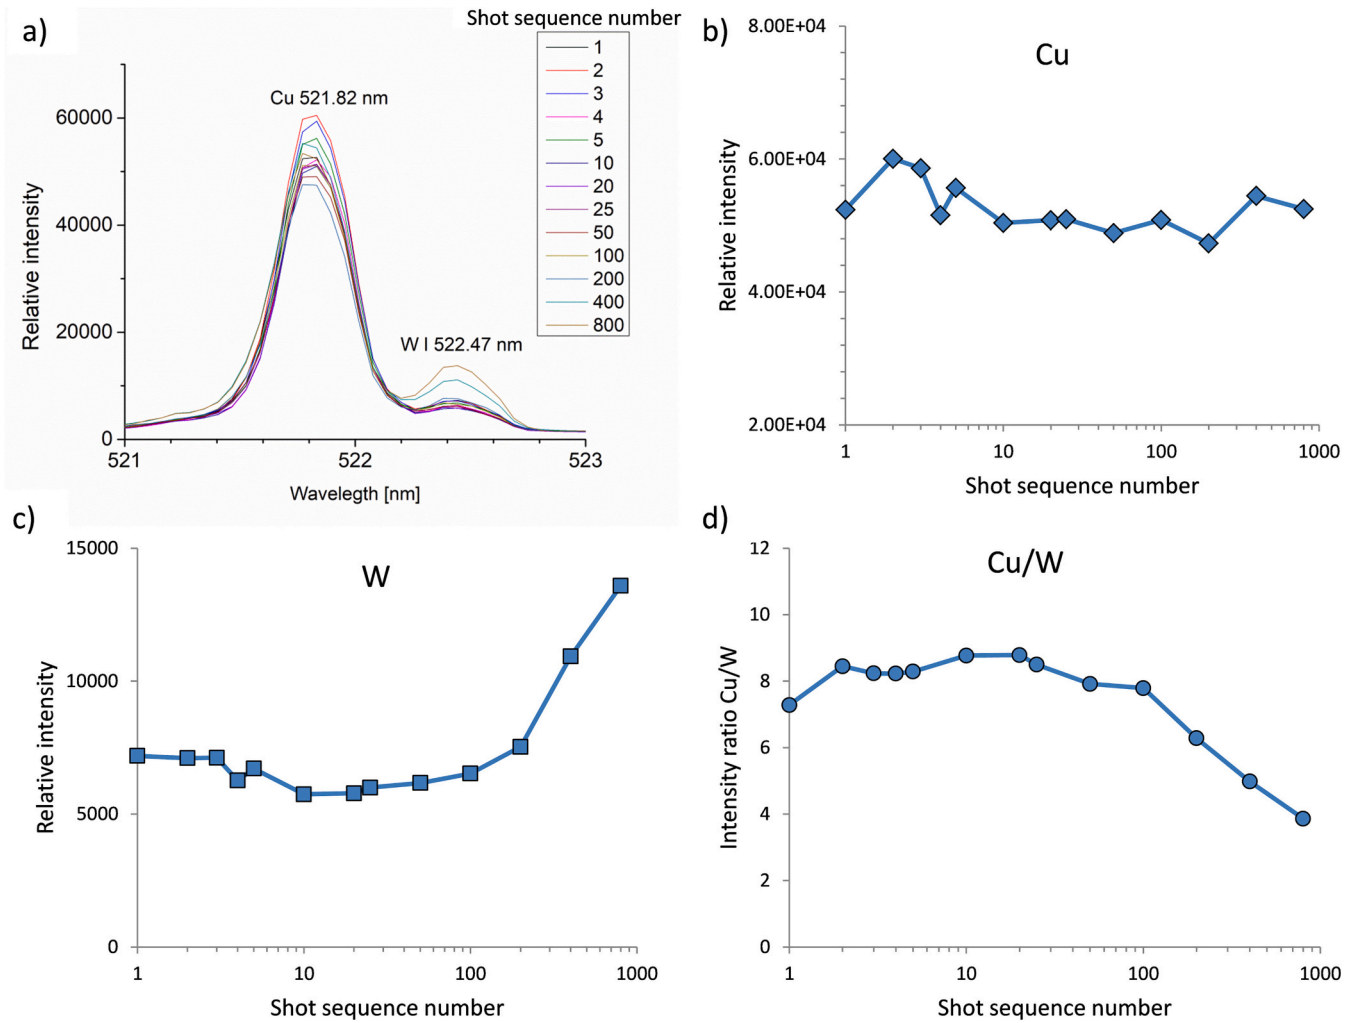 a)
Shot sequence number
1
2
3
4
5
10
20
25
50
100
200
400
800
Cu 521.82 nm
W I 522.47 nm
60000
40000
20000
0
Relative intensity
521
522
523
Wavelegth [nm]
b)
Cu
8.00E+04
6.00E+04
4.00E+04
2.00E+04
Relative intensity
1
10
100
1000
Shot sequence number
c)
W
15000
10000
5000
0
Relative intensity
1
10
100
1000
Shot sequence number
d)
Cu/W
12
10
8
6
4
2
0
Intensity ratio Cu/W
1
10
100
1000
Shot sequence number